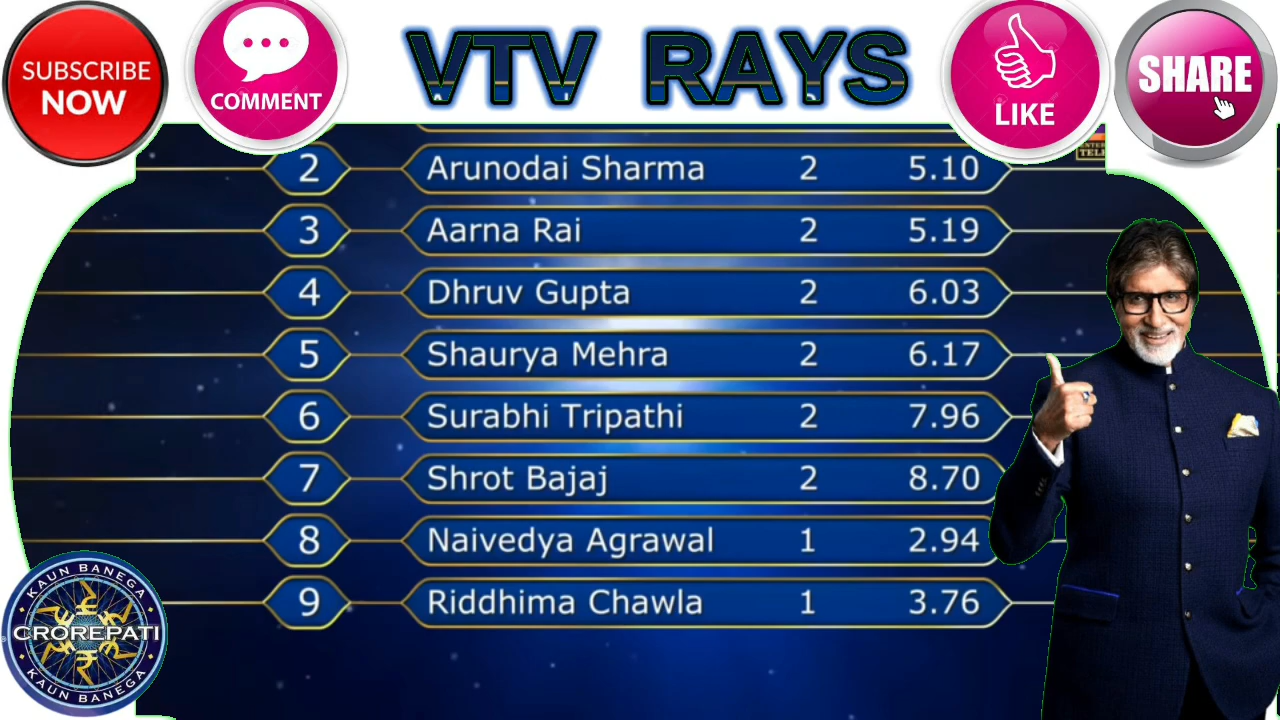 SUBSCRIBE
NOW
COMMENT
VTV RAYS
LIKE
SHARE
2 Arunodai Sharma 2 5.10
3 Aarna Rai 2 5.19
4 Dhruv Gupta 2 6.03
5 Shaurya Mehra 2 6.17
6 Surabhi Tripathi 2 7.96
7 Shrot Bajaj 2 8.70
8 Naivedya Agrawal 1 2.94
9 Riddhima Chawla 1 3.76
KAUN BANEGA
CROREPATI
KAUN BANEGA